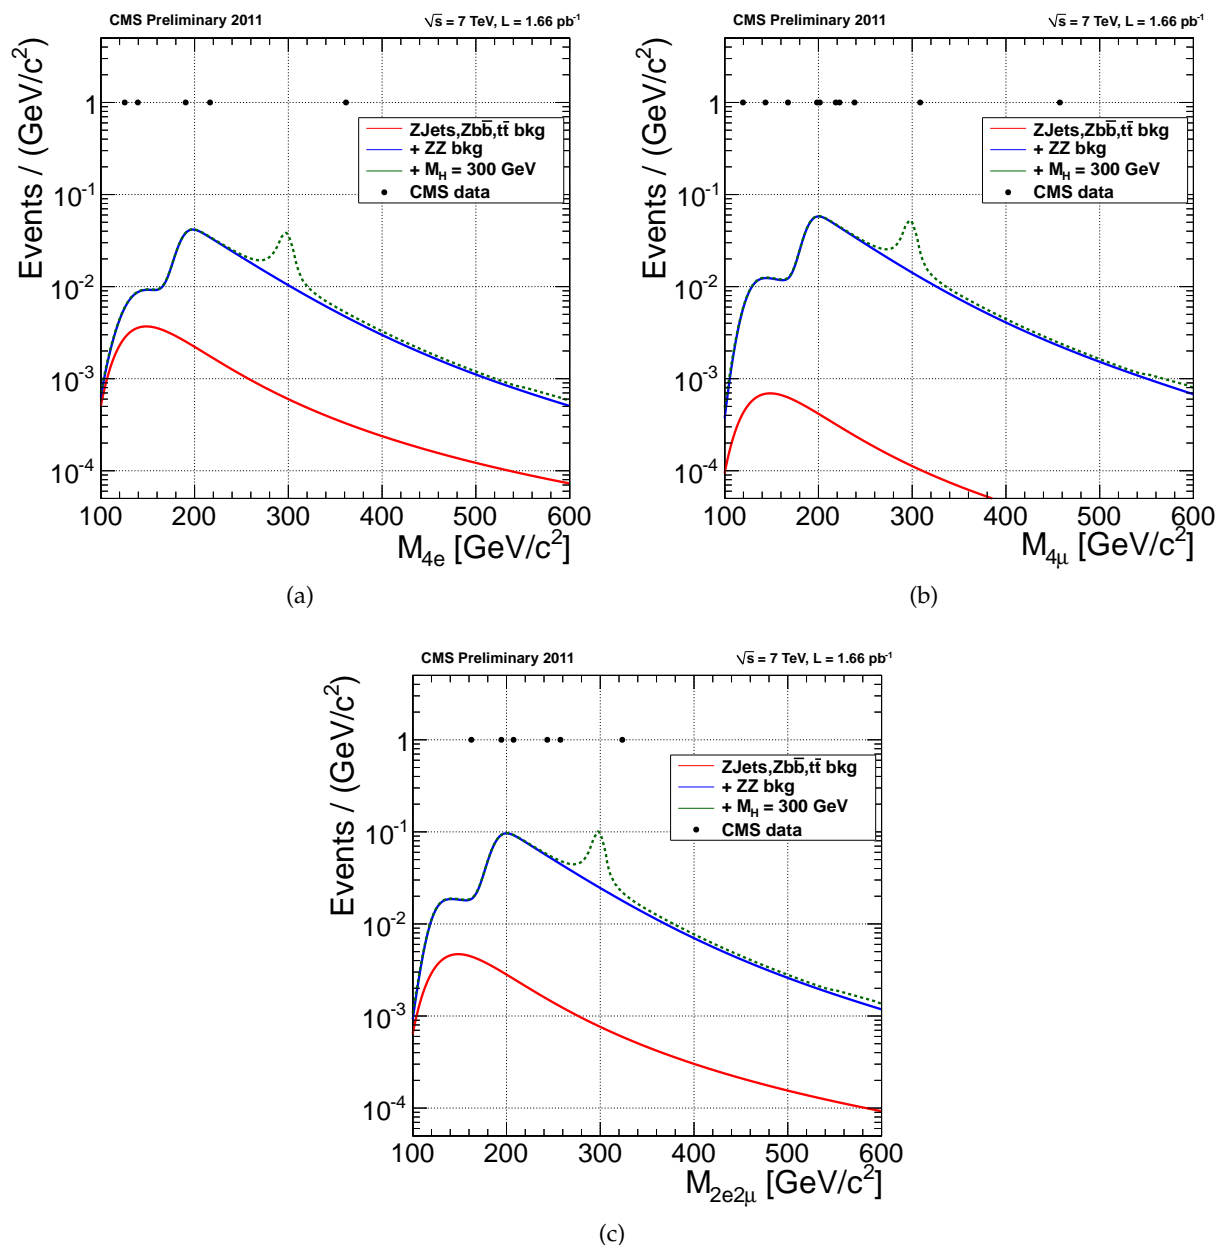 CMS Preliminary 2011 √s = 7 TeV, L = 1.66 pb⁻¹
Events / (GeV/c²)
1
10⁻¹
10⁻²
10⁻³
10⁻⁴
ZJets,Zbb̅,tt̅ bkg
+ ZZ bkg
+ M_H = 300 GeV
CMS data
100 200 300 400 500 600
M_4e [GeV/c²]
(a)
CMS Preliminary 2011 √s = 7 TeV, L = 1.66 pb⁻¹
Events / (GeV/c²)
1
10⁻¹
10⁻²
10⁻³
10⁻⁴
ZJets,Zbb̅,tt̅ bkg
+ ZZ bkg
+ M_H = 300 GeV
CMS data
100 200 300 400 500 600
M_4μ [GeV/c²]
(b)
CMS Preliminary 2011 √s = 7 TeV, L = 1.66 pb⁻¹
Events / (GeV/c²)
1
10⁻¹
10⁻²
10⁻³
10⁻⁴
ZJets,Zbb̅,tt̅ bkg
+ ZZ bkg
+ M_H = 300 GeV
CMS data
100 200 300 400 500 600
M_2e2μ [GeV/c²]
(c)